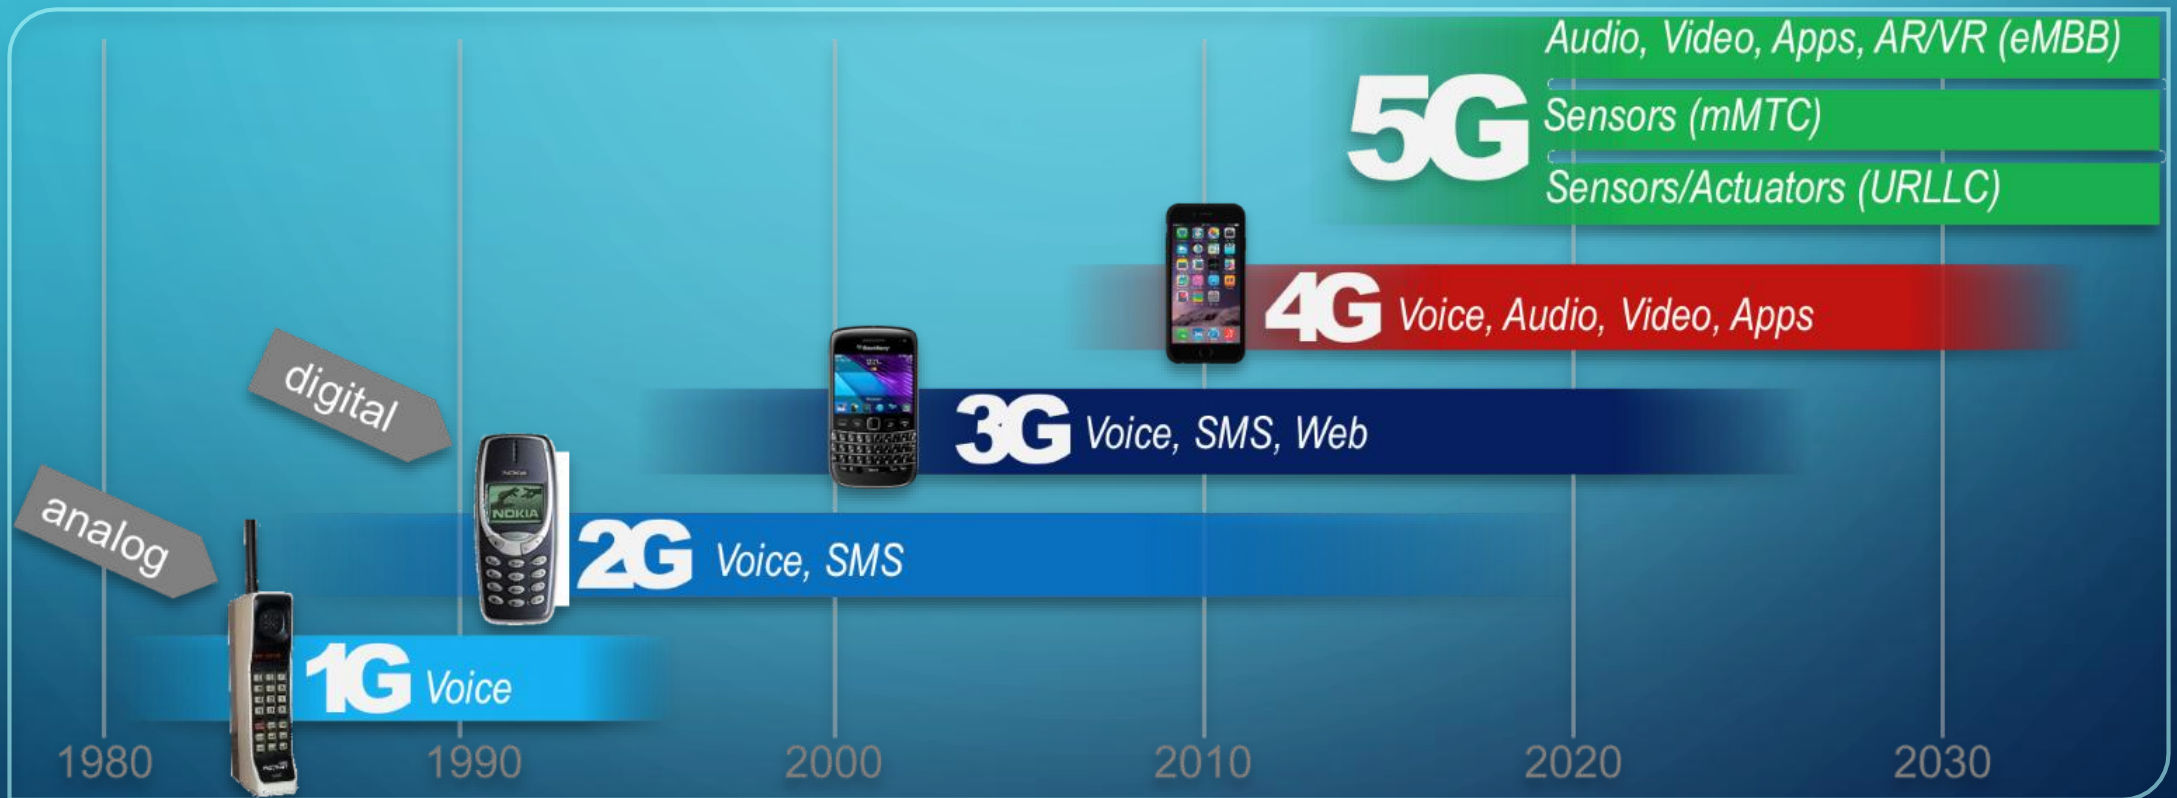 Audio, Video, Apps, AR/VR (eMBB)
5G
Sensors (mMTC)
Sensors/Actuators (URLLC)
4G Voice, Audio, Video, Apps
digital
3G Voice, SMS, Web
analog
NOKIA
NOKIA
2G Voice, SMS
1G Voice
1980 1990 2000 2010 2020 2030